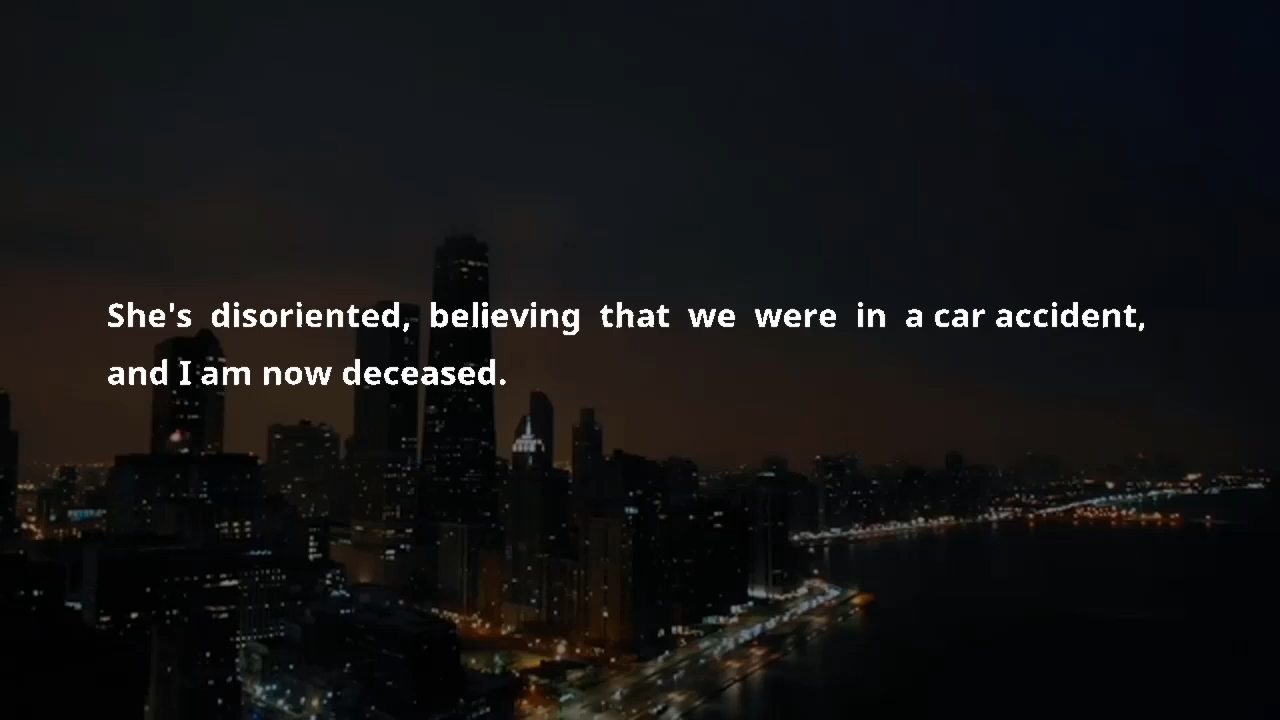 She's disoriented, believing that we were in a car accident,
and I am now deceased.